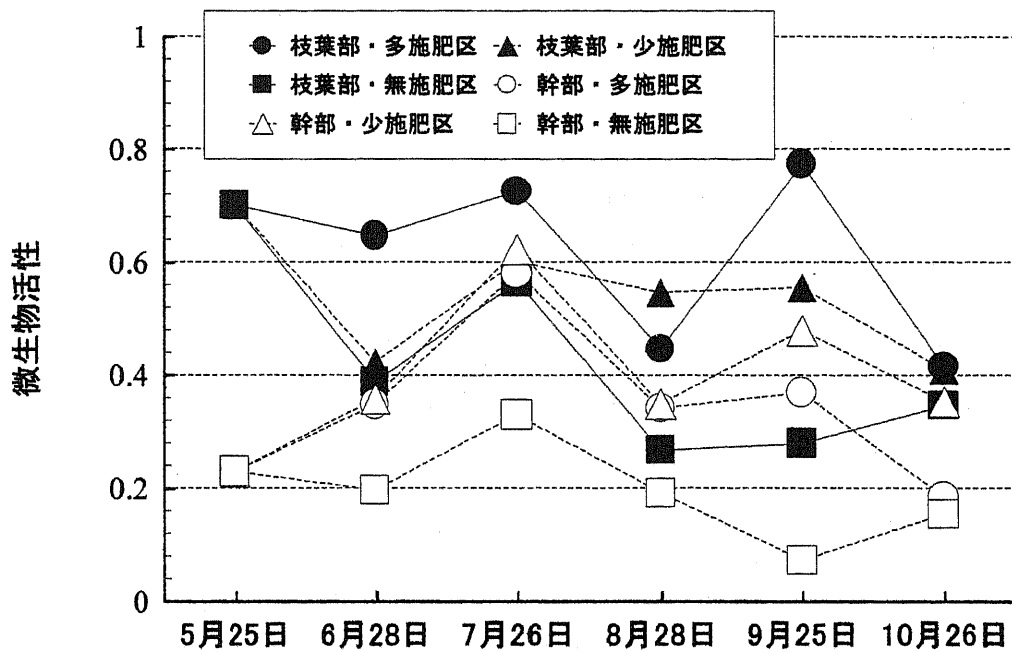 1
0.8
0.6
0.4
0.2
0
微生物活性
枝葉部・多施肥区 枝葉部・少施肥区
枝葉部・無施肥区 幹部・多施肥区
幹部・少施肥区 幹部・無施肥区
5月25日 6月28日 7月26日 8月28日 9月25日 10月26日